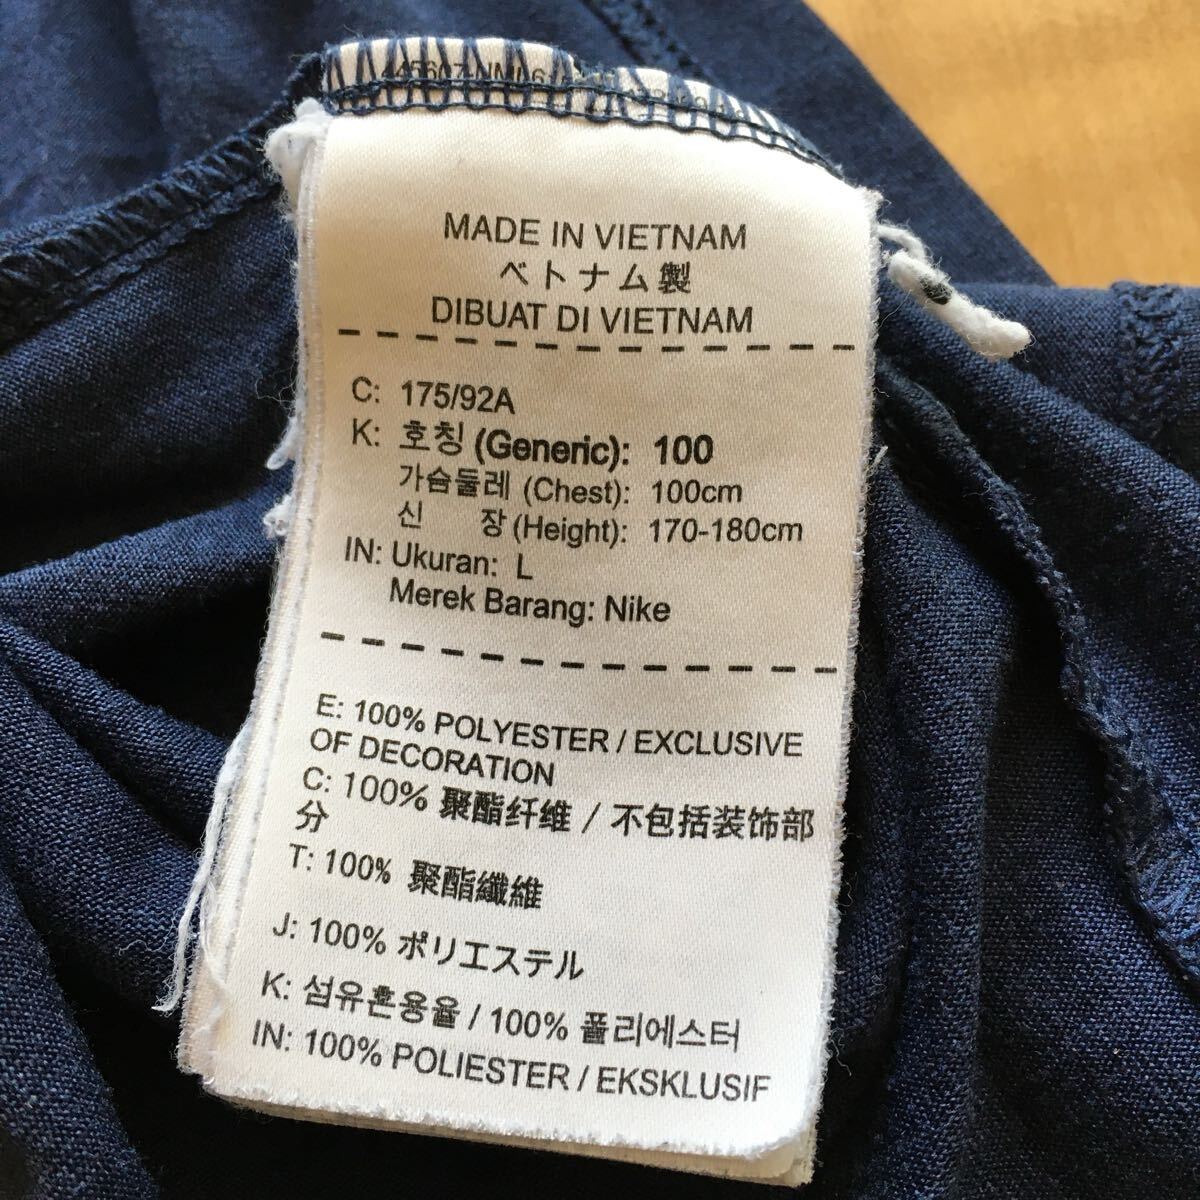 MADE IN VIETNAM
ベトナム製
DIBUAT DI VIETNAM
C: 175/92A
K: 호칭 (Generic): 100
가슴둘레 (Chest): 100cm
신 장 (Height): 170-180cm
IN: Ukuran: L
Merek Barang: Nike
E: 100% POLYESTER / EXCLUSIVE
OF DECORATION
C: 100% 聚酯纤维 / 不包括装饰部
分
T: 100% 聚酯纖維
J: 100% ポリエステル
K: 섬유혼용율 / 100% 폴리에스터
IN: 100% POLIESTER / EKSKLUSIF